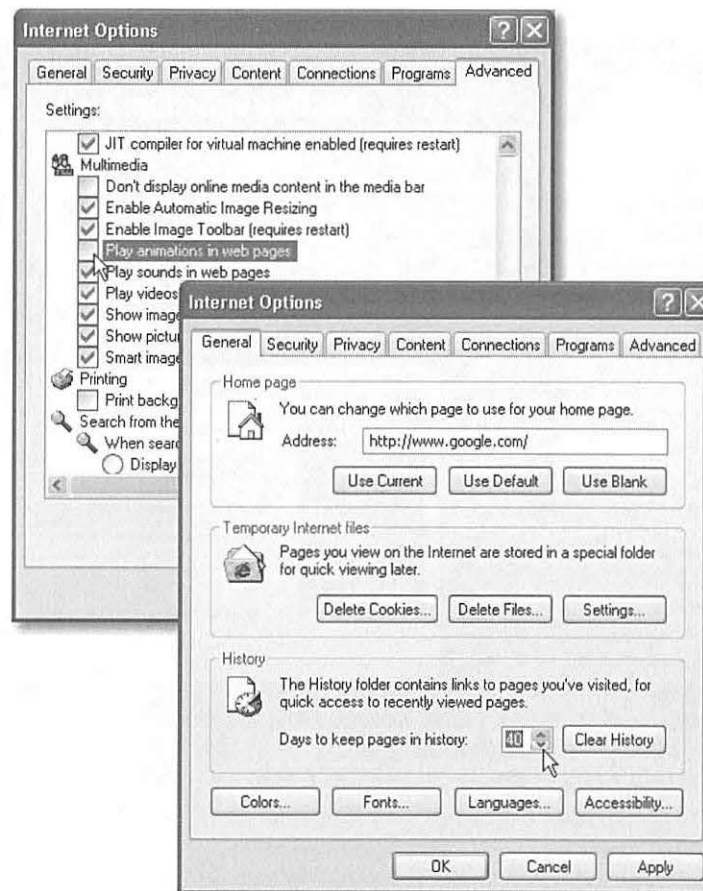 Internet Options
General Security Privacy Content Connections Programs Advanced
Settings:
JIT compiler for virtual machine enabled (requires restart)
Multimedia
Don't display online media content in the media bar
Enable Automatic Image Resizing
Enable Image Toolbar (requires restart)
Play animations in web pages
Play sounds in web pages
Play videos
Show image
Show pictur
Smart image
Printing
Print backg
Search from the
When searc
Display
Internet Options
General Security Privacy Content Connections Programs Advanced
Home page
You can change which page to use for your home page.
Address: http://www.google.com/
Use Current Use Default Use Blank
Temporary Internet files
Pages you view on the Internet are stored in a special folder
for quick viewing later.
Delete Cookies... Delete Files... Settings...
History
The History folder contains links to pages you've visited, for
quick access to recently viewed pages.
Days to keep pages in history: 40 Clear History
Colors... Fonts... Languages... Accessibility...
OK Cancel Apply